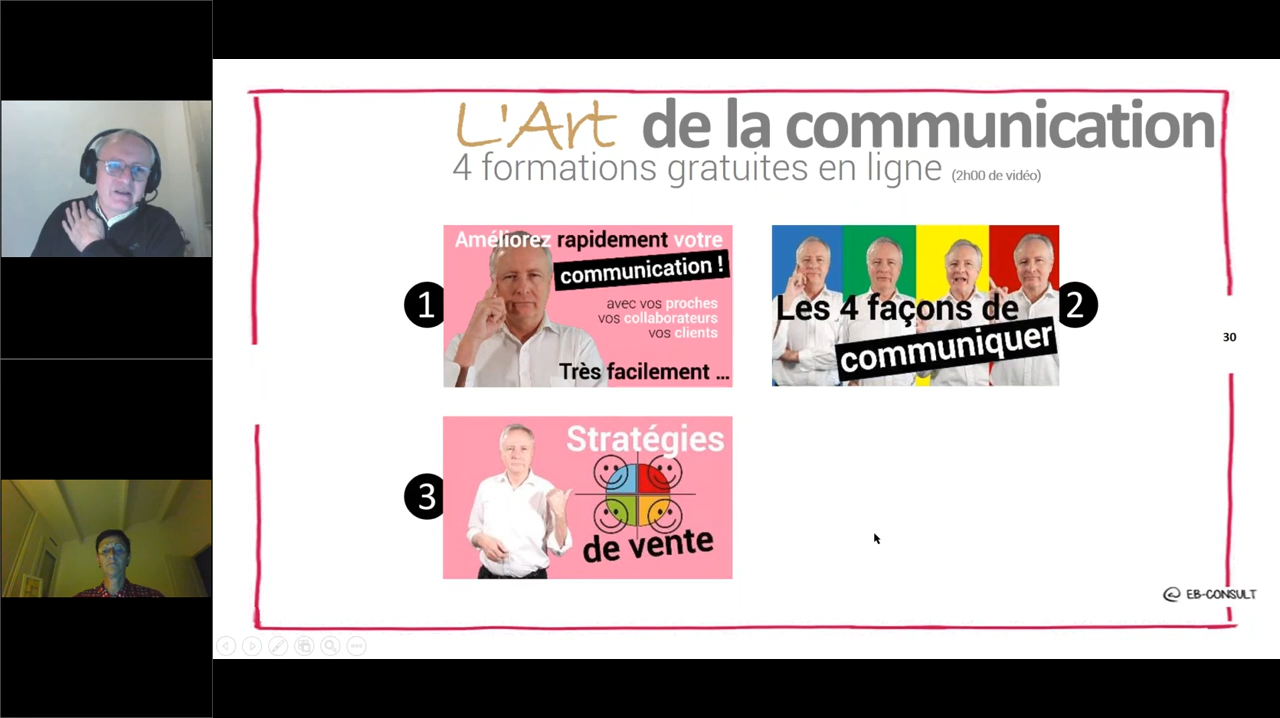 L'Art de la communication
4 formations gratuites en ligne (2h00 de vidéo)
1
Améliorez rapidement votre
communication !
avec vos proches
vos collaborateurs
vos clients
Très facilement ...
Les 4 façons de
communiquer
2
30
3
Stratégies
de vente
@ EB-CONSULT